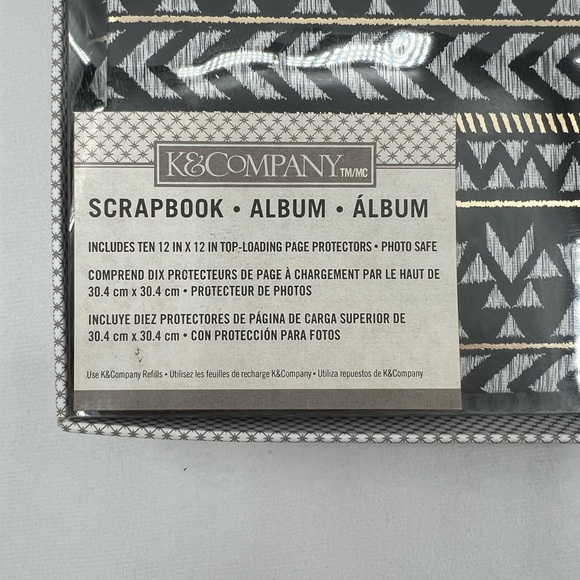 K&COMPANY TM/MC
SCRAPBOOK • ALBUM • ÁLBUM
INCLUDES TEN 12 IN X 12 IN TOP-LOADING PAGE PROTECTORS • PHOTO SAFE
COMPREND DIX PROTECTEURS DE PAGE À CHARGEMENT PAR LE HAUT DE
30.4 cm x 30.4 cm • PROTECTEUR DE PHOTOS
INCLUYE DIEZ PROTECTORES DE PÁGINA DE CARGA SUPERIOR DE
30.4 cm x 30.4 cm • CON PROTECCIÓN PARA FOTOS
Use K&Company Refills • Utilisez les feuilles de recharge K&Company • Utiliza repuestos de K&Company